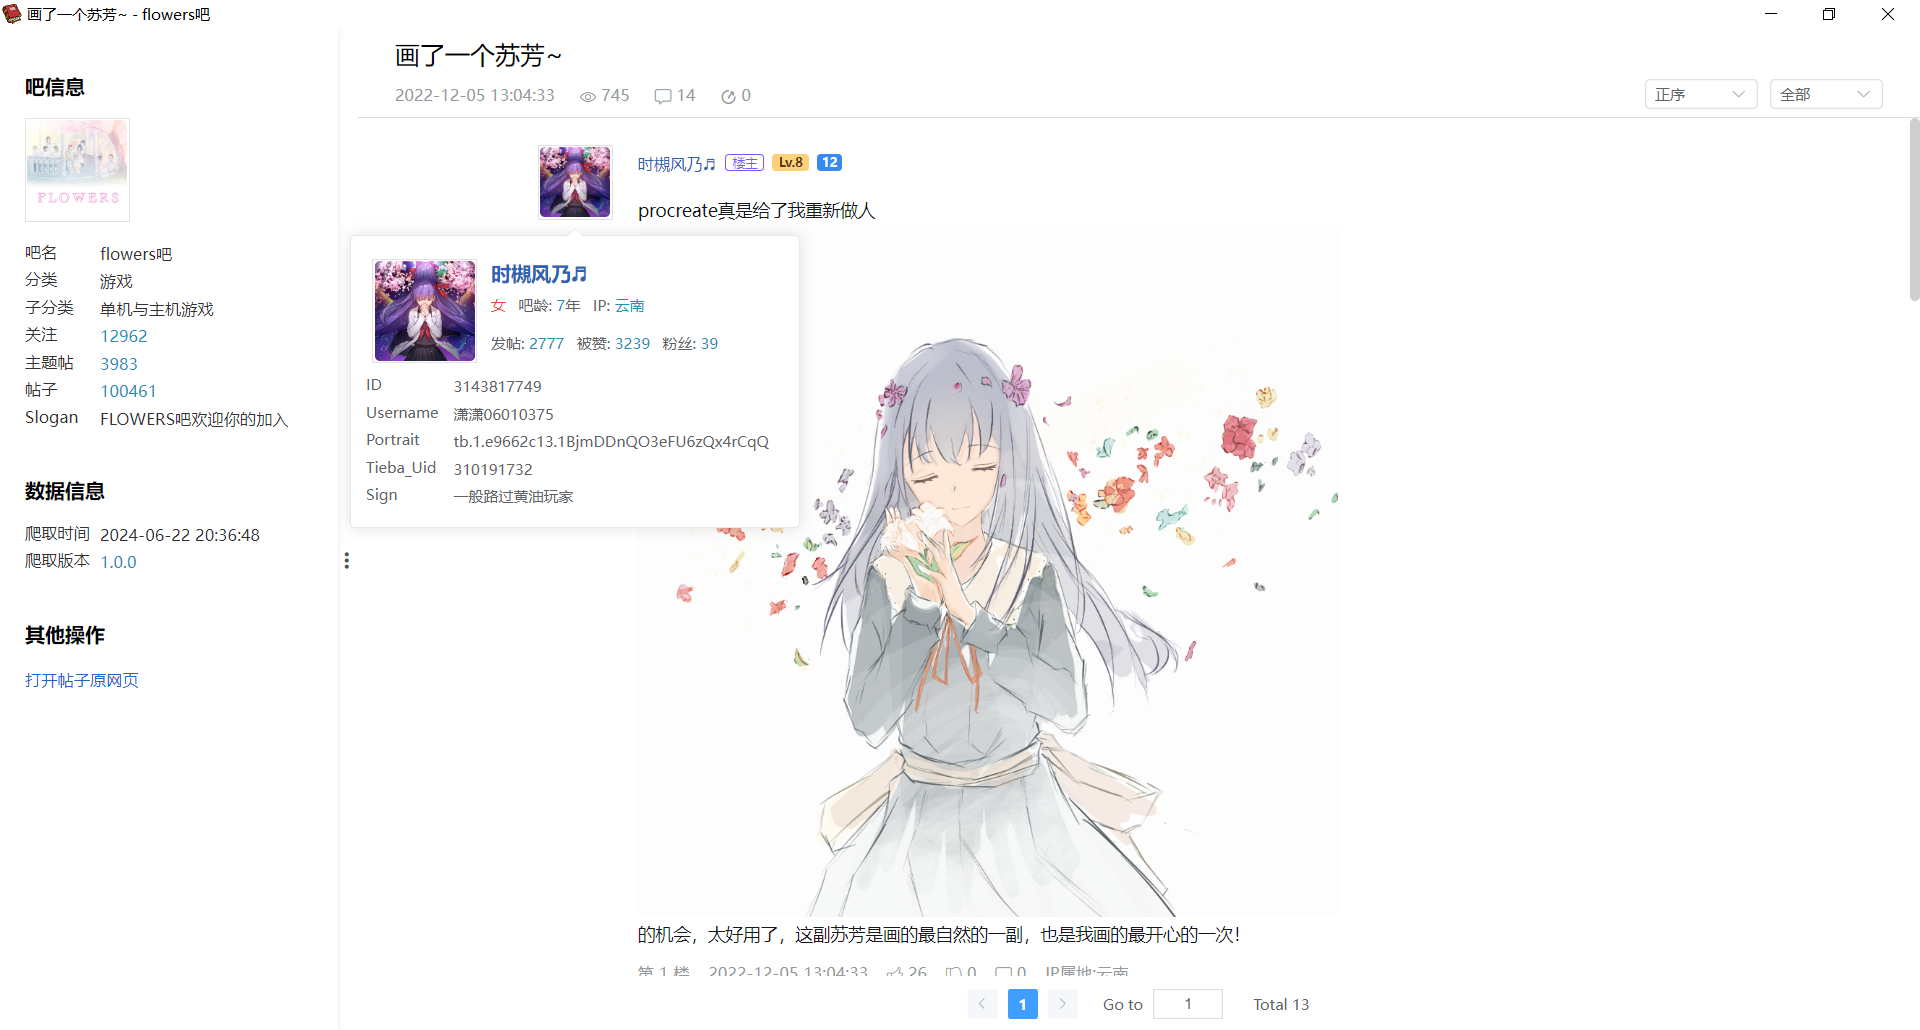 画了一个苏芳~ - flowers吧
吧信息
FLOWERS
吧名 flowers吧
分类 游戏
子分类 单机与主机游戏
关注 12962
主题帖 3983
帖子 100461
Slogan FLOWERS吧欢迎你的加入
数据信息
爬取时间 2024-06-22 20:36:48
爬取版本 1.0.0
其他操作
打开帖子原网页
画了一个苏芳~
2022-12-05 13:04:33 745 14 0
正序 全部
时槻风乃♬ 楼主 Lv.8 12
procreate真是给了我重新做人
时槻风乃♬
女 吧龄: 7年 IP: 云南
发帖: 2777 被赞: 3239 粉丝: 39
ID 3143817749
Username 潇潇06010375
Portrait tb.1.e9662c13.1BjmDDnQO3eFU6zQx4rCqQ
Tieba_Uid 310191732
Sign 一般路过黄油玩家
的机会，太好用了，这副苏芳是画的最自然的一副，也是我画的最开心的一次！
第 1 楼 2022-12-05 13:04:33 26 0 0 IP属地:云南
1 Go to 1 Total 13